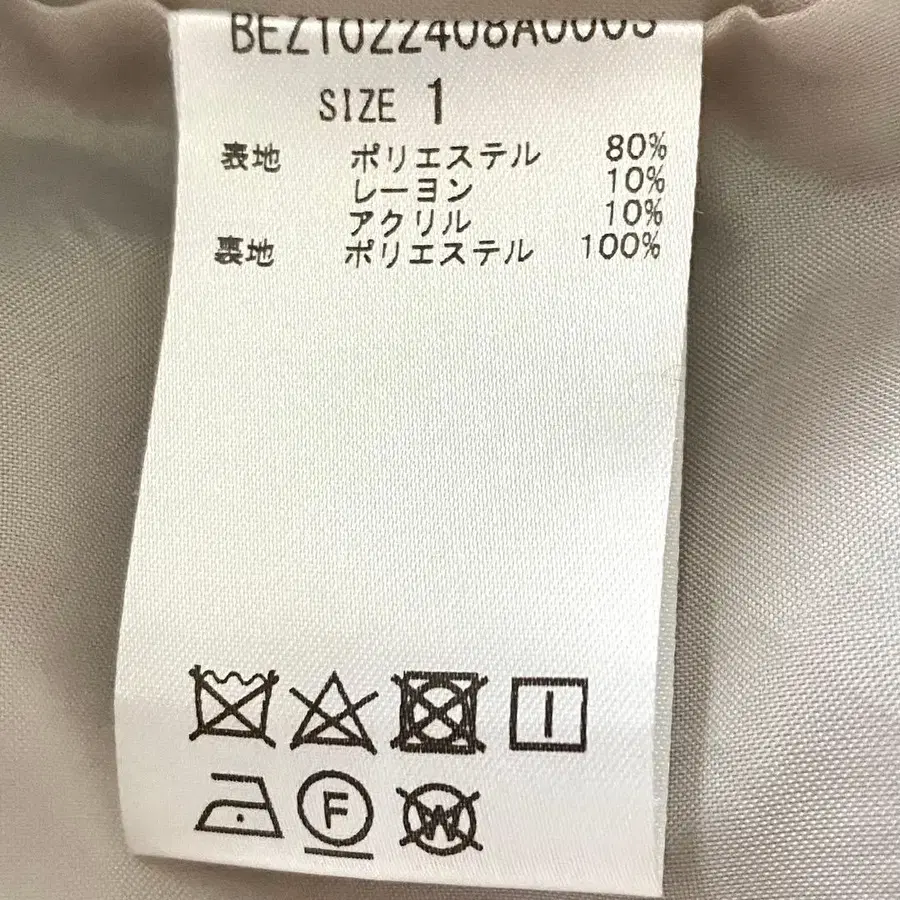 BEZ1022408A0003
SIZE 1
表地 ポリエステル 80%
レーヨン 10%
アクリル 10%
裏地 ポリエステル 100%
F
W